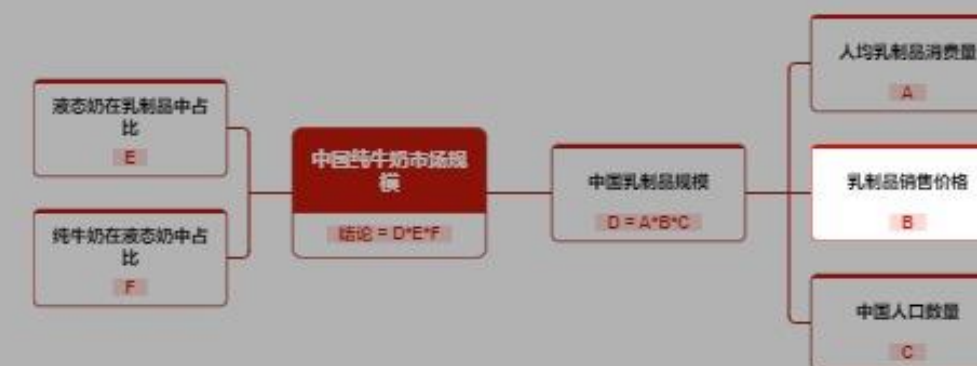 液态奶在乳制品中占
比
E
纯牛奶在液态奶中占
比
F
中国纯牛奶市场规
模
结论 = D*E*F
中国乳制品规模
D = A*B*C
人均乳制品消费量
A
乳制品销售价格
B
中国人口数量
C